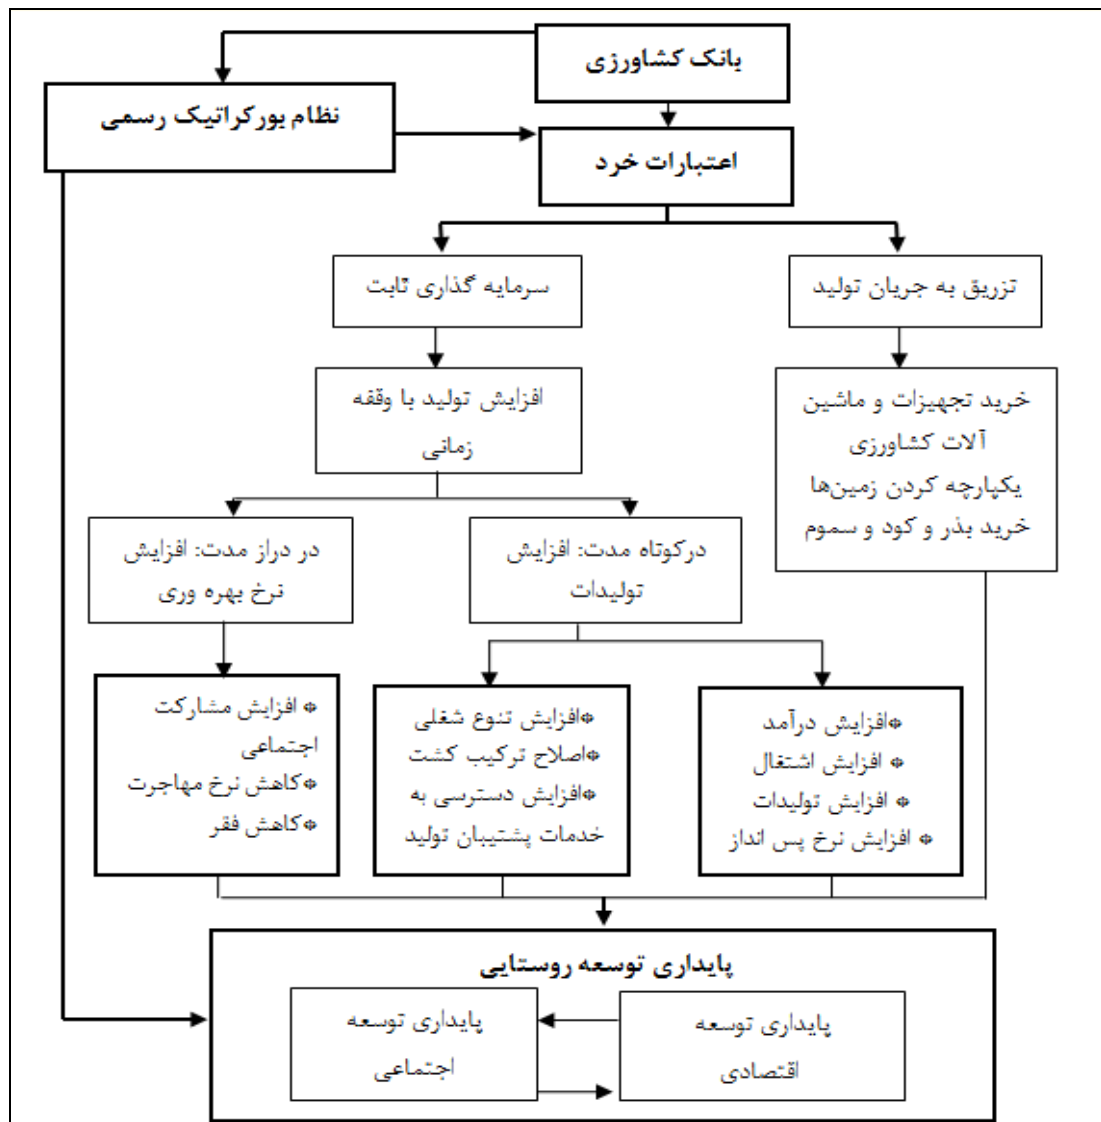 بانک کشاورزی
نظام بورکراتیک رسمی
اعتبارات خرد
تزریق به جریان تولید
سرمایه گذاری ثابت
خرید تجهیزات و ماشین
آلات کشاورزی
یکپارچه کردن زمین‌ها
خرید بذر و کود و سموم
افزایش تولید با وقفه
زمانی
درکوتاه مدت: افزایش
تولیدات
در دراز مدت: افزایش
نرخ بهره وری
*افزایش درآمد
* افزایش اشتغال
* افزایش تولیدات
* افزایش نرخ پس انداز
*افزایش تنوع شغلی
*اصلاح ترکیب کشت
*افزایش دسترسی به
خدمات پشتیبان تولید
* افزایش مشارکت
اجتماعی
*کاهش نرخ مهاجرت
*کاهش فقر
پایداری توسعه روستایی
پایداری توسعه
اقتصادی
پایداری توسعه
اجتماعی